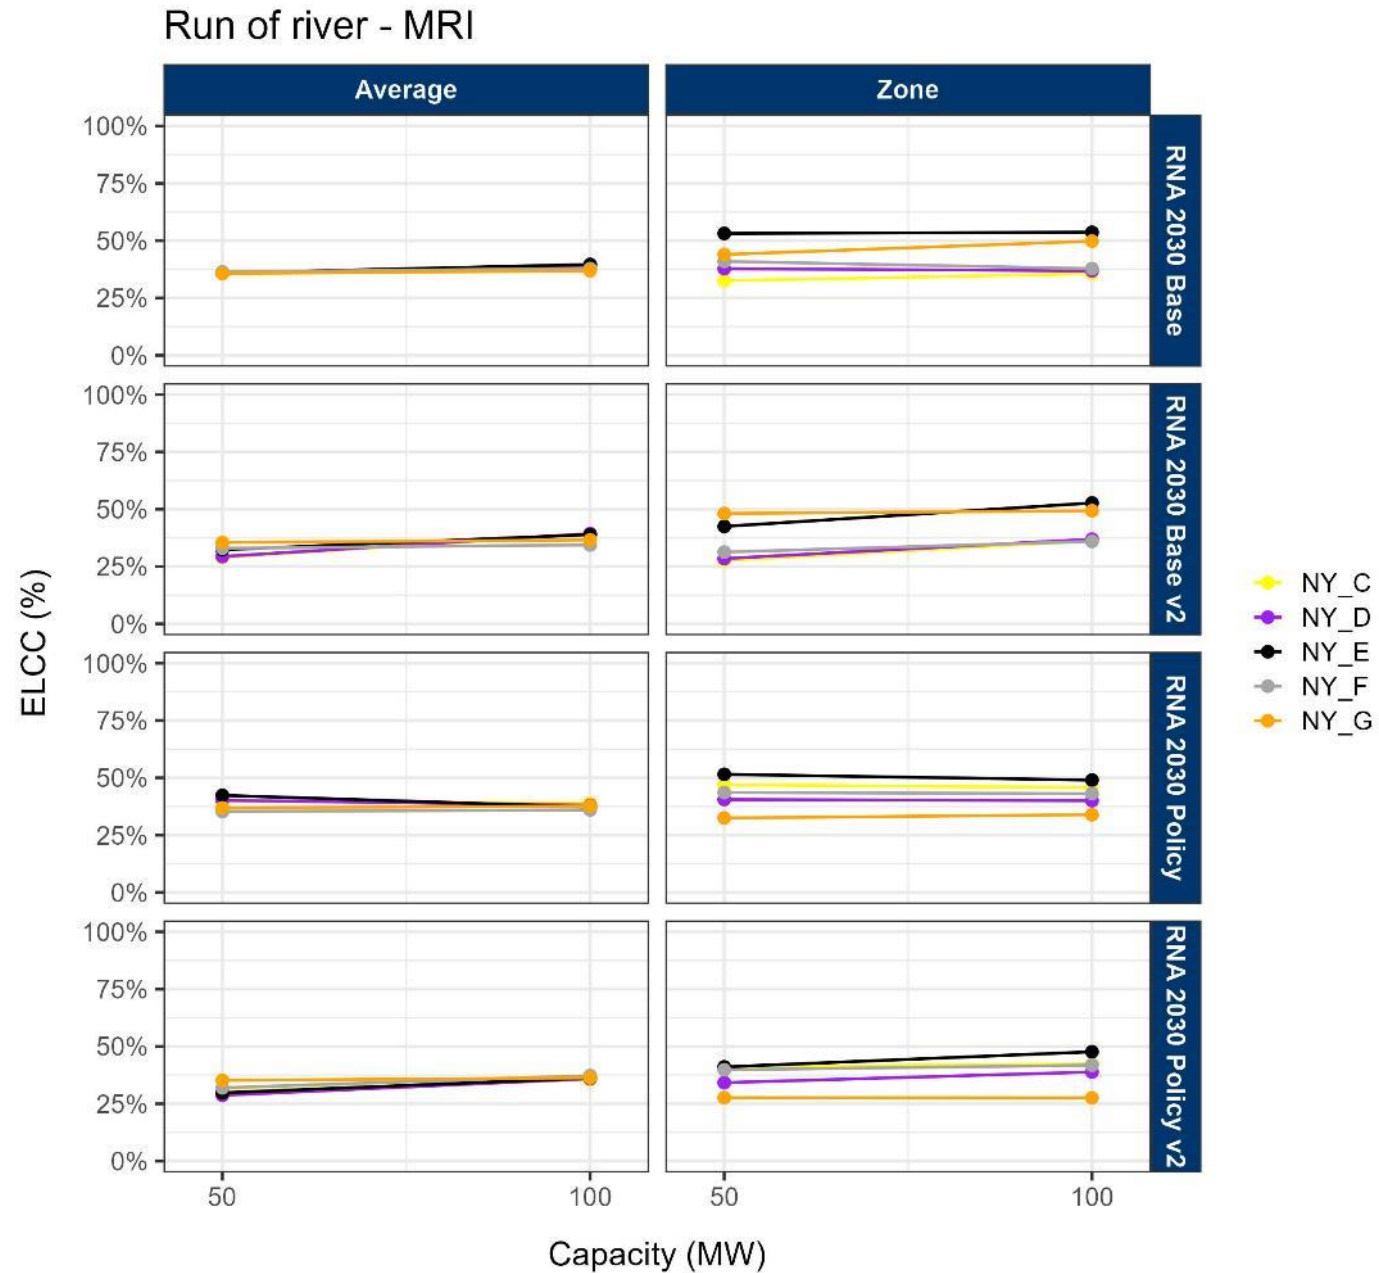 Run of river - MRI
Average
Zone
100%
75%
50%
25%
0%
RNA 2030 Base
100%
75%
50%
25%
0%
RNA 2030 Base v2
100%
75%
50%
25%
0%
RNA 2030 Policy
100%
75%
50%
25%
0%
RNA 2030 Policy v2
ELCC (%)
50
100
50
100
Capacity (MW)
NY_C
NY_D
NY_E
NY_F
NY_G